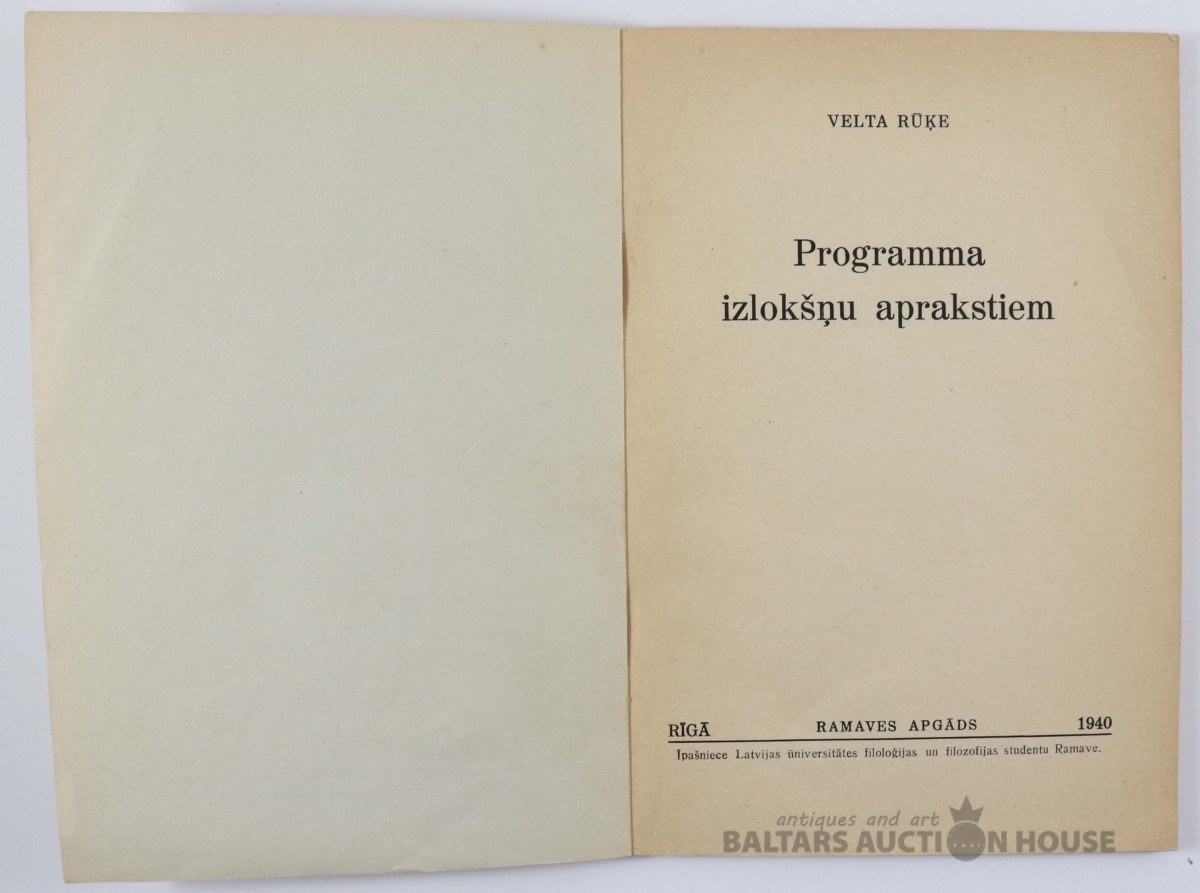 VELTA RŪĶE
Programma
izlokšņu aprakstiem
RĪGĀ RAMAVES APGĀDS 1940
Īpašniece Latvijas ūniversitātes filoloģijas un filozofijas studentu Ramave.
antiques and art
BALTARS AUCTION HOUSE